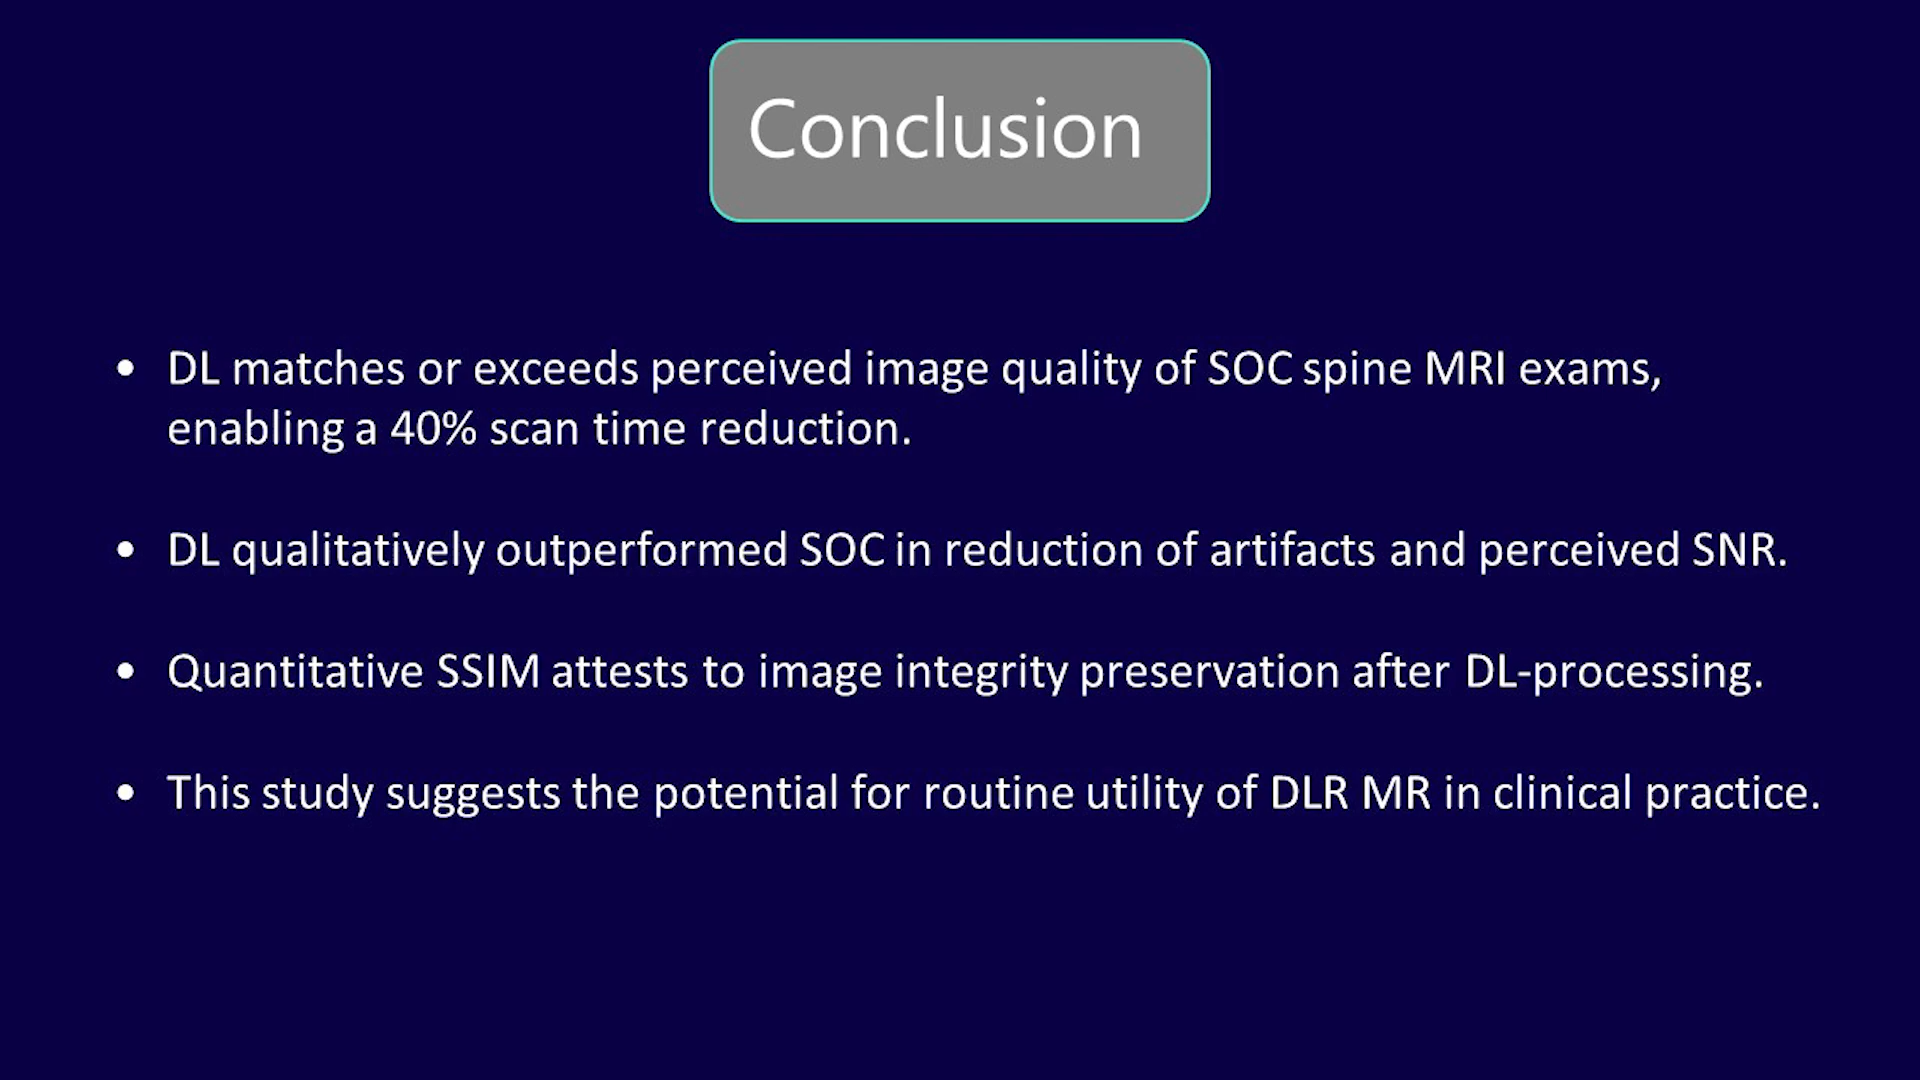 Conclusion
• DL matches or exceeds perceived image quality of SOC spine MRI exams,
enabling a 40% scan time reduction.
• DL qualitatively outperformed SOC in reduction of artifacts and perceived SNR.
• Quantitative SSIM attests to image integrity preservation after DL-processing.
• This study suggests the potential for routine utility of DLR MR in clinical practice.